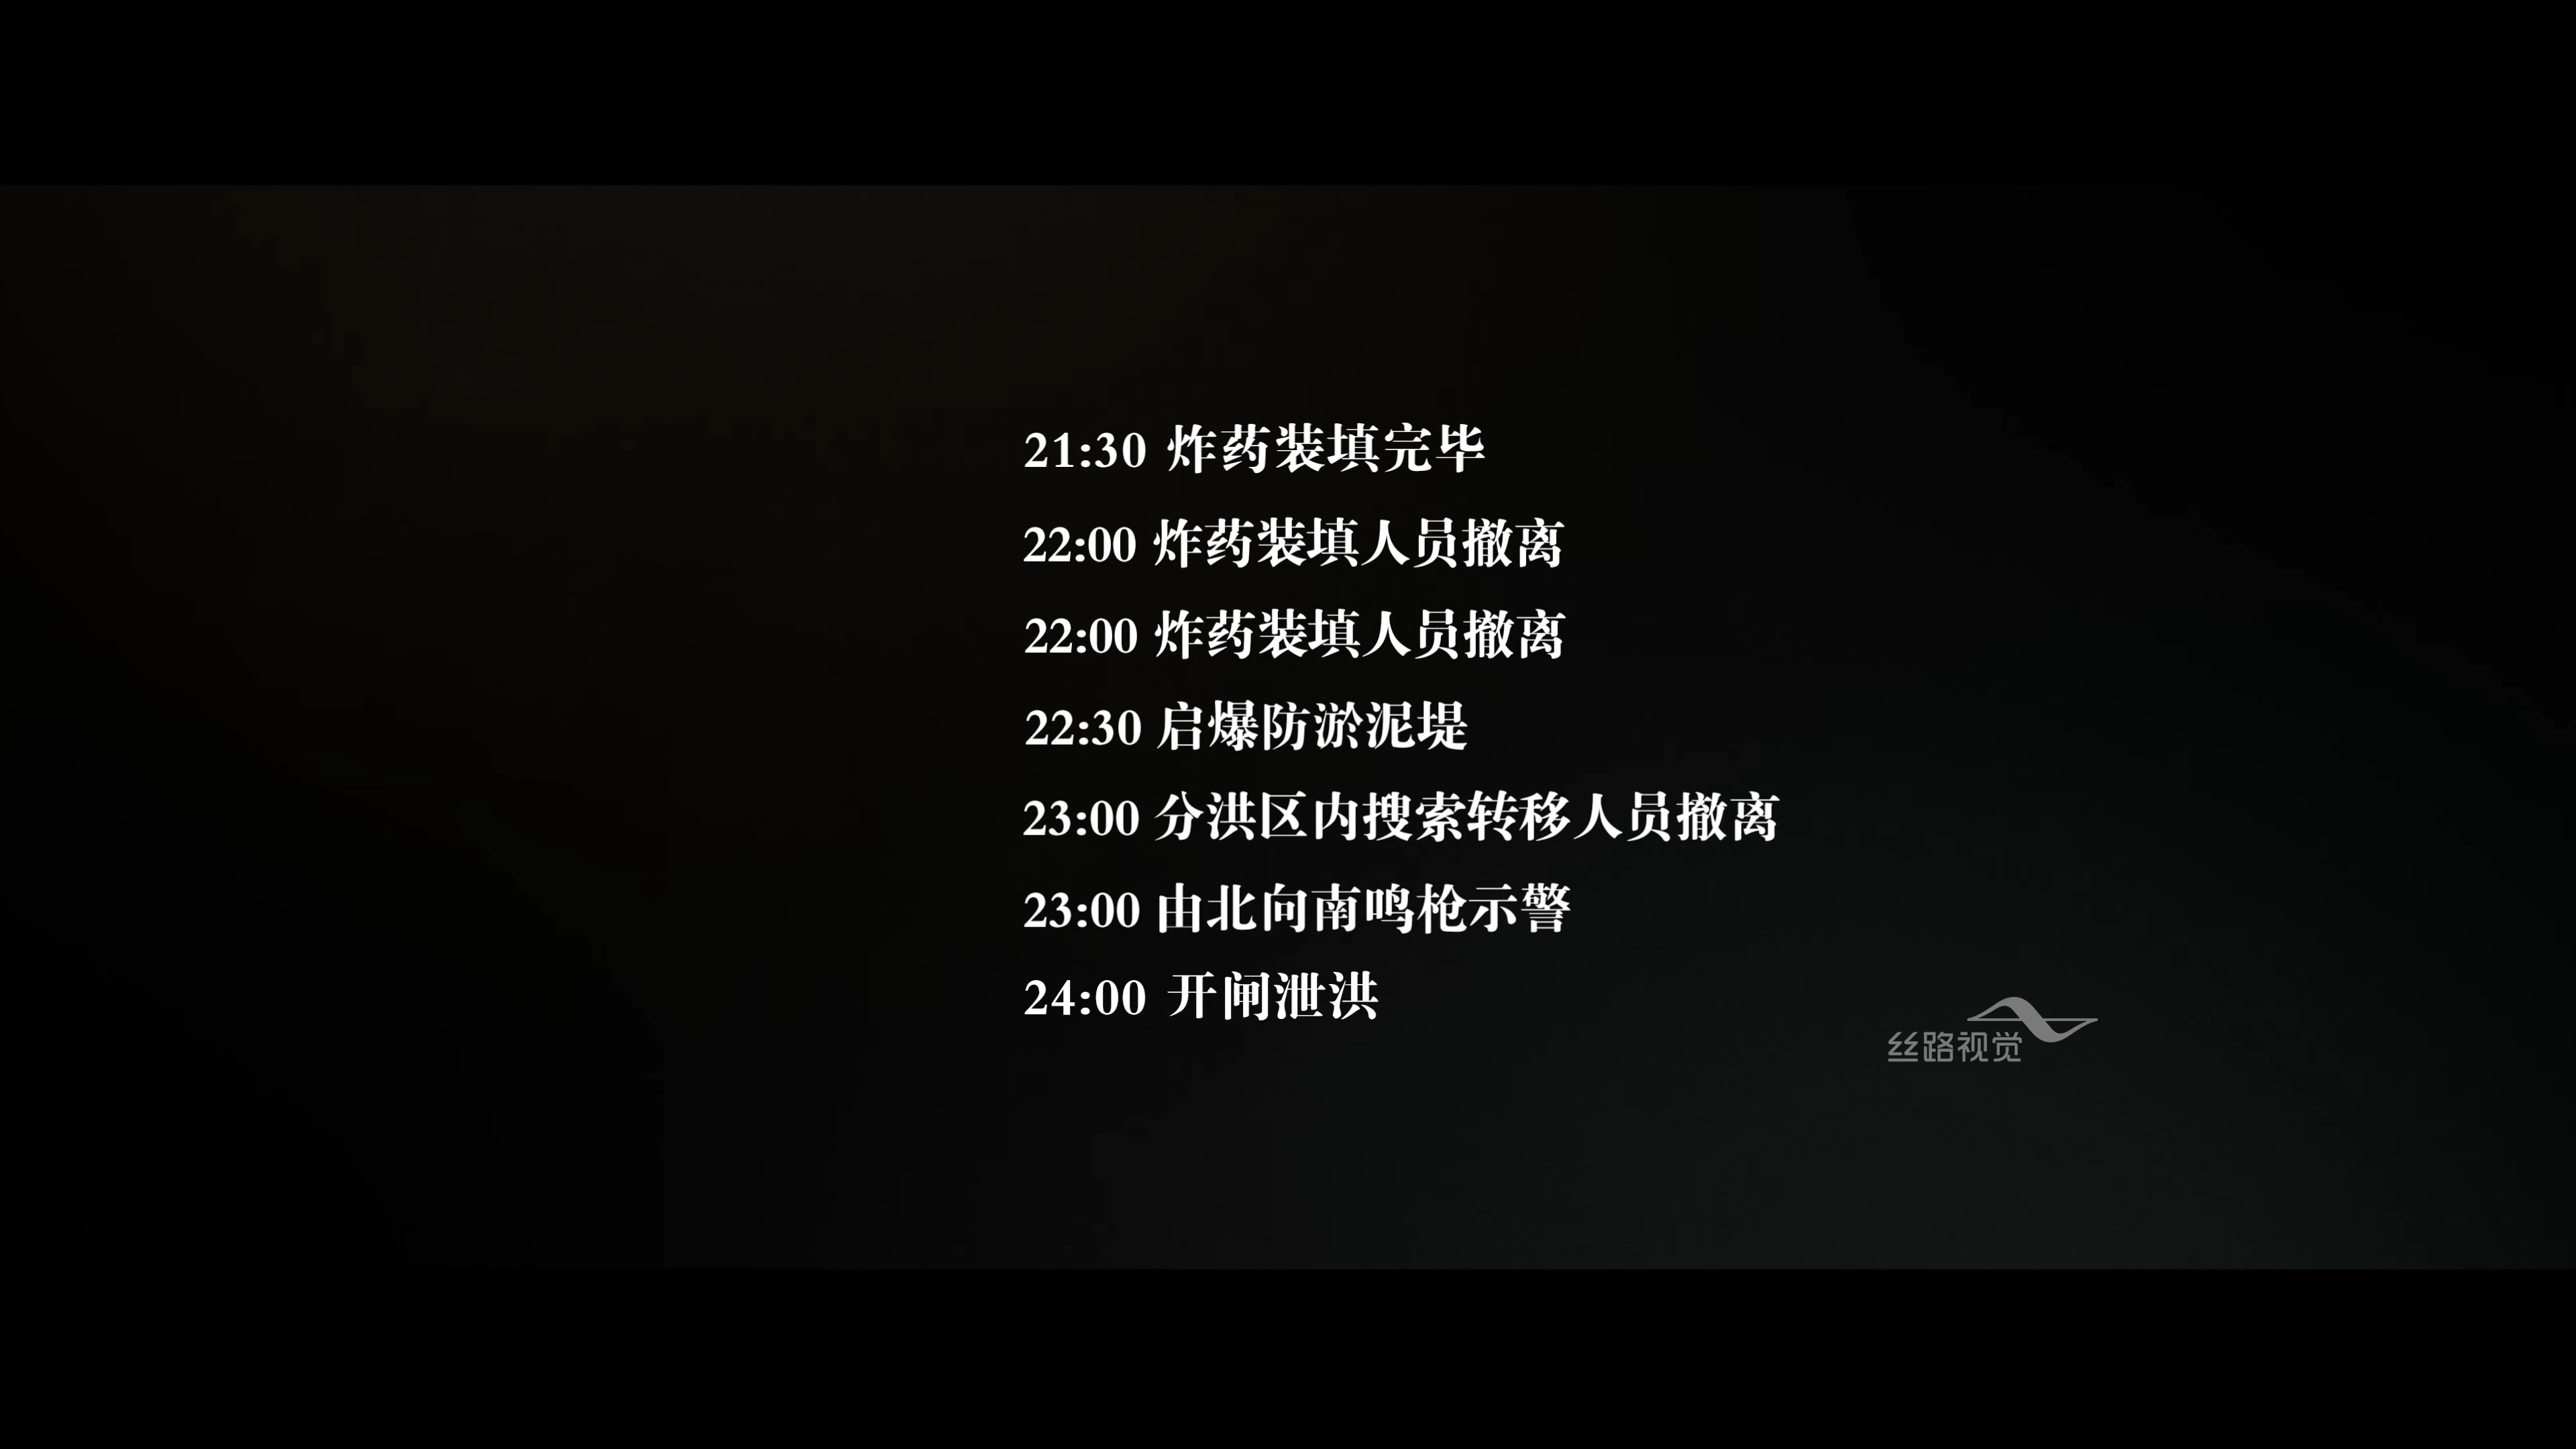 21:30 炸药装填完毕
22:00 炸药装填人员撤离
22:00 炸药装填人员撤离
22:30 启爆防淤泥堤
23:00 分洪区内搜索转移人员撤离
23:00 由北向南鸣枪示警
24:00 开闸泄洪
丝路视觉